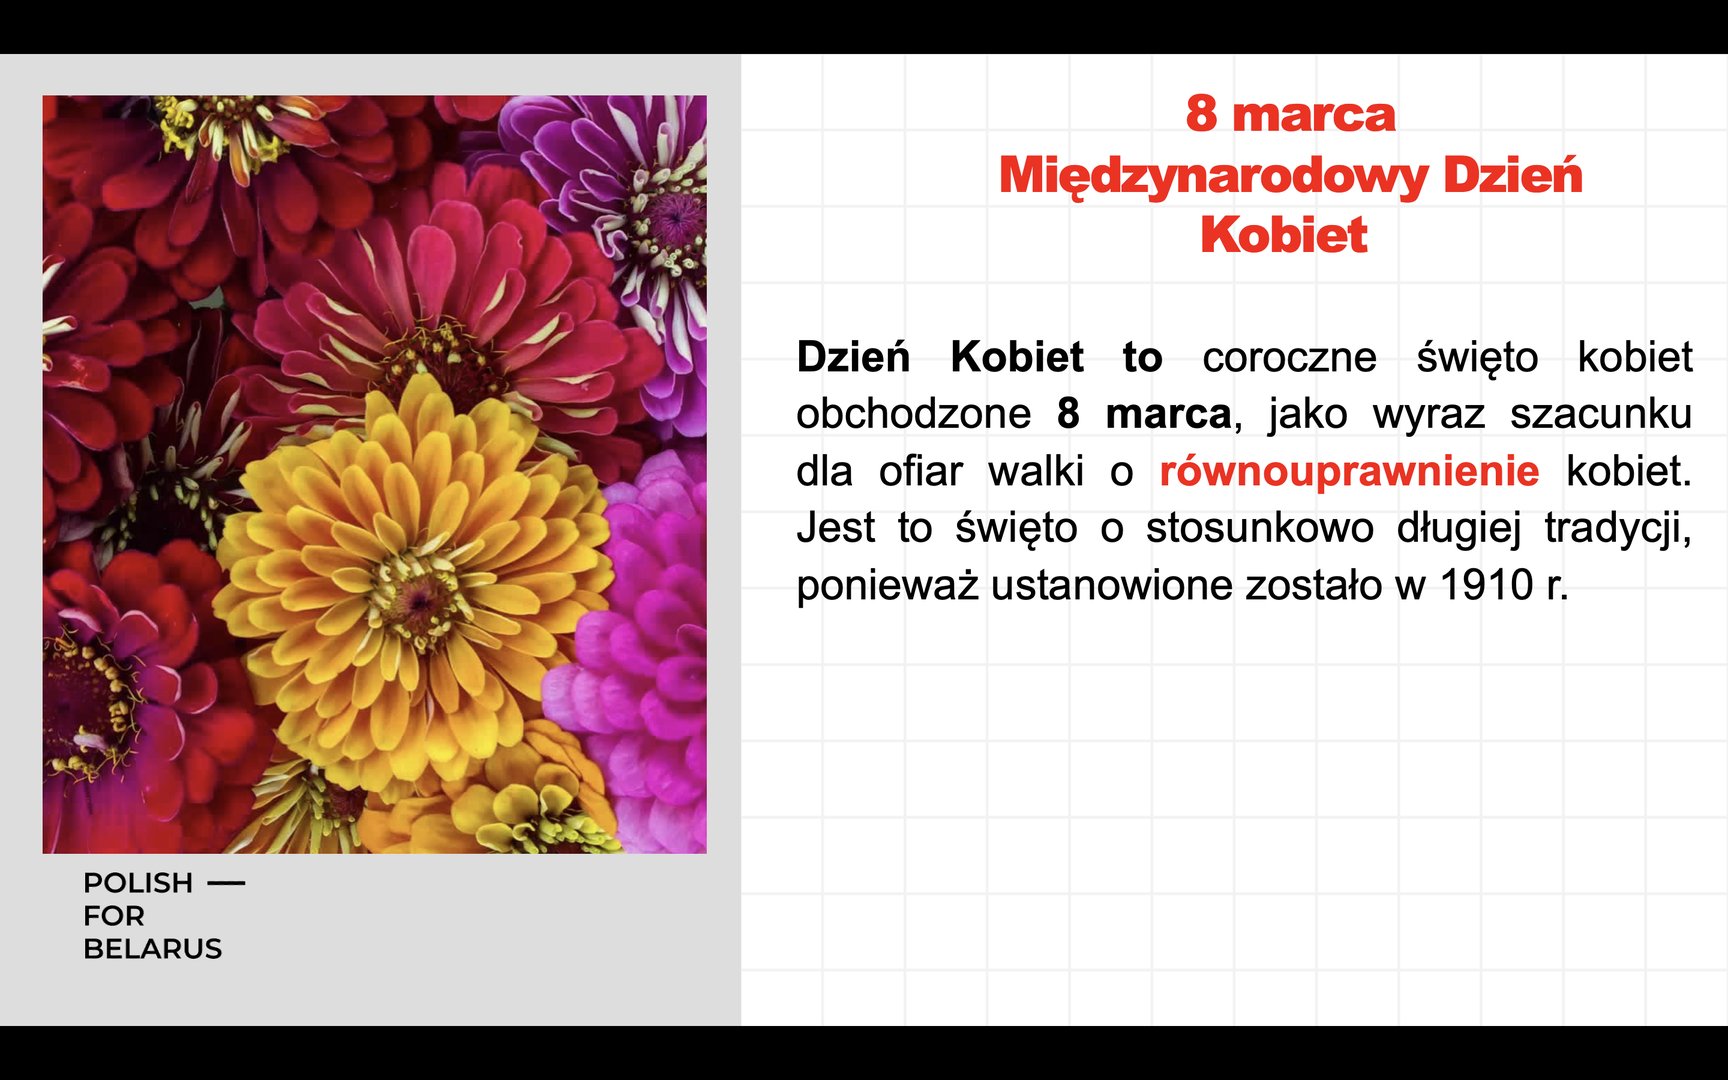 8 marca
Międzynarodowy Dzień
Kobiet
Dzień Kobiet to coroczne święto kobiet
obchodzone 8 marca, jako wyraz szacunku
dla ofiar walki o równouprawnienie kobiet.
Jest to święto o stosunkowo długiej tradycji,
ponieważ ustanowione zostało w 1910 r.
POLISH —
FOR
BELARUS